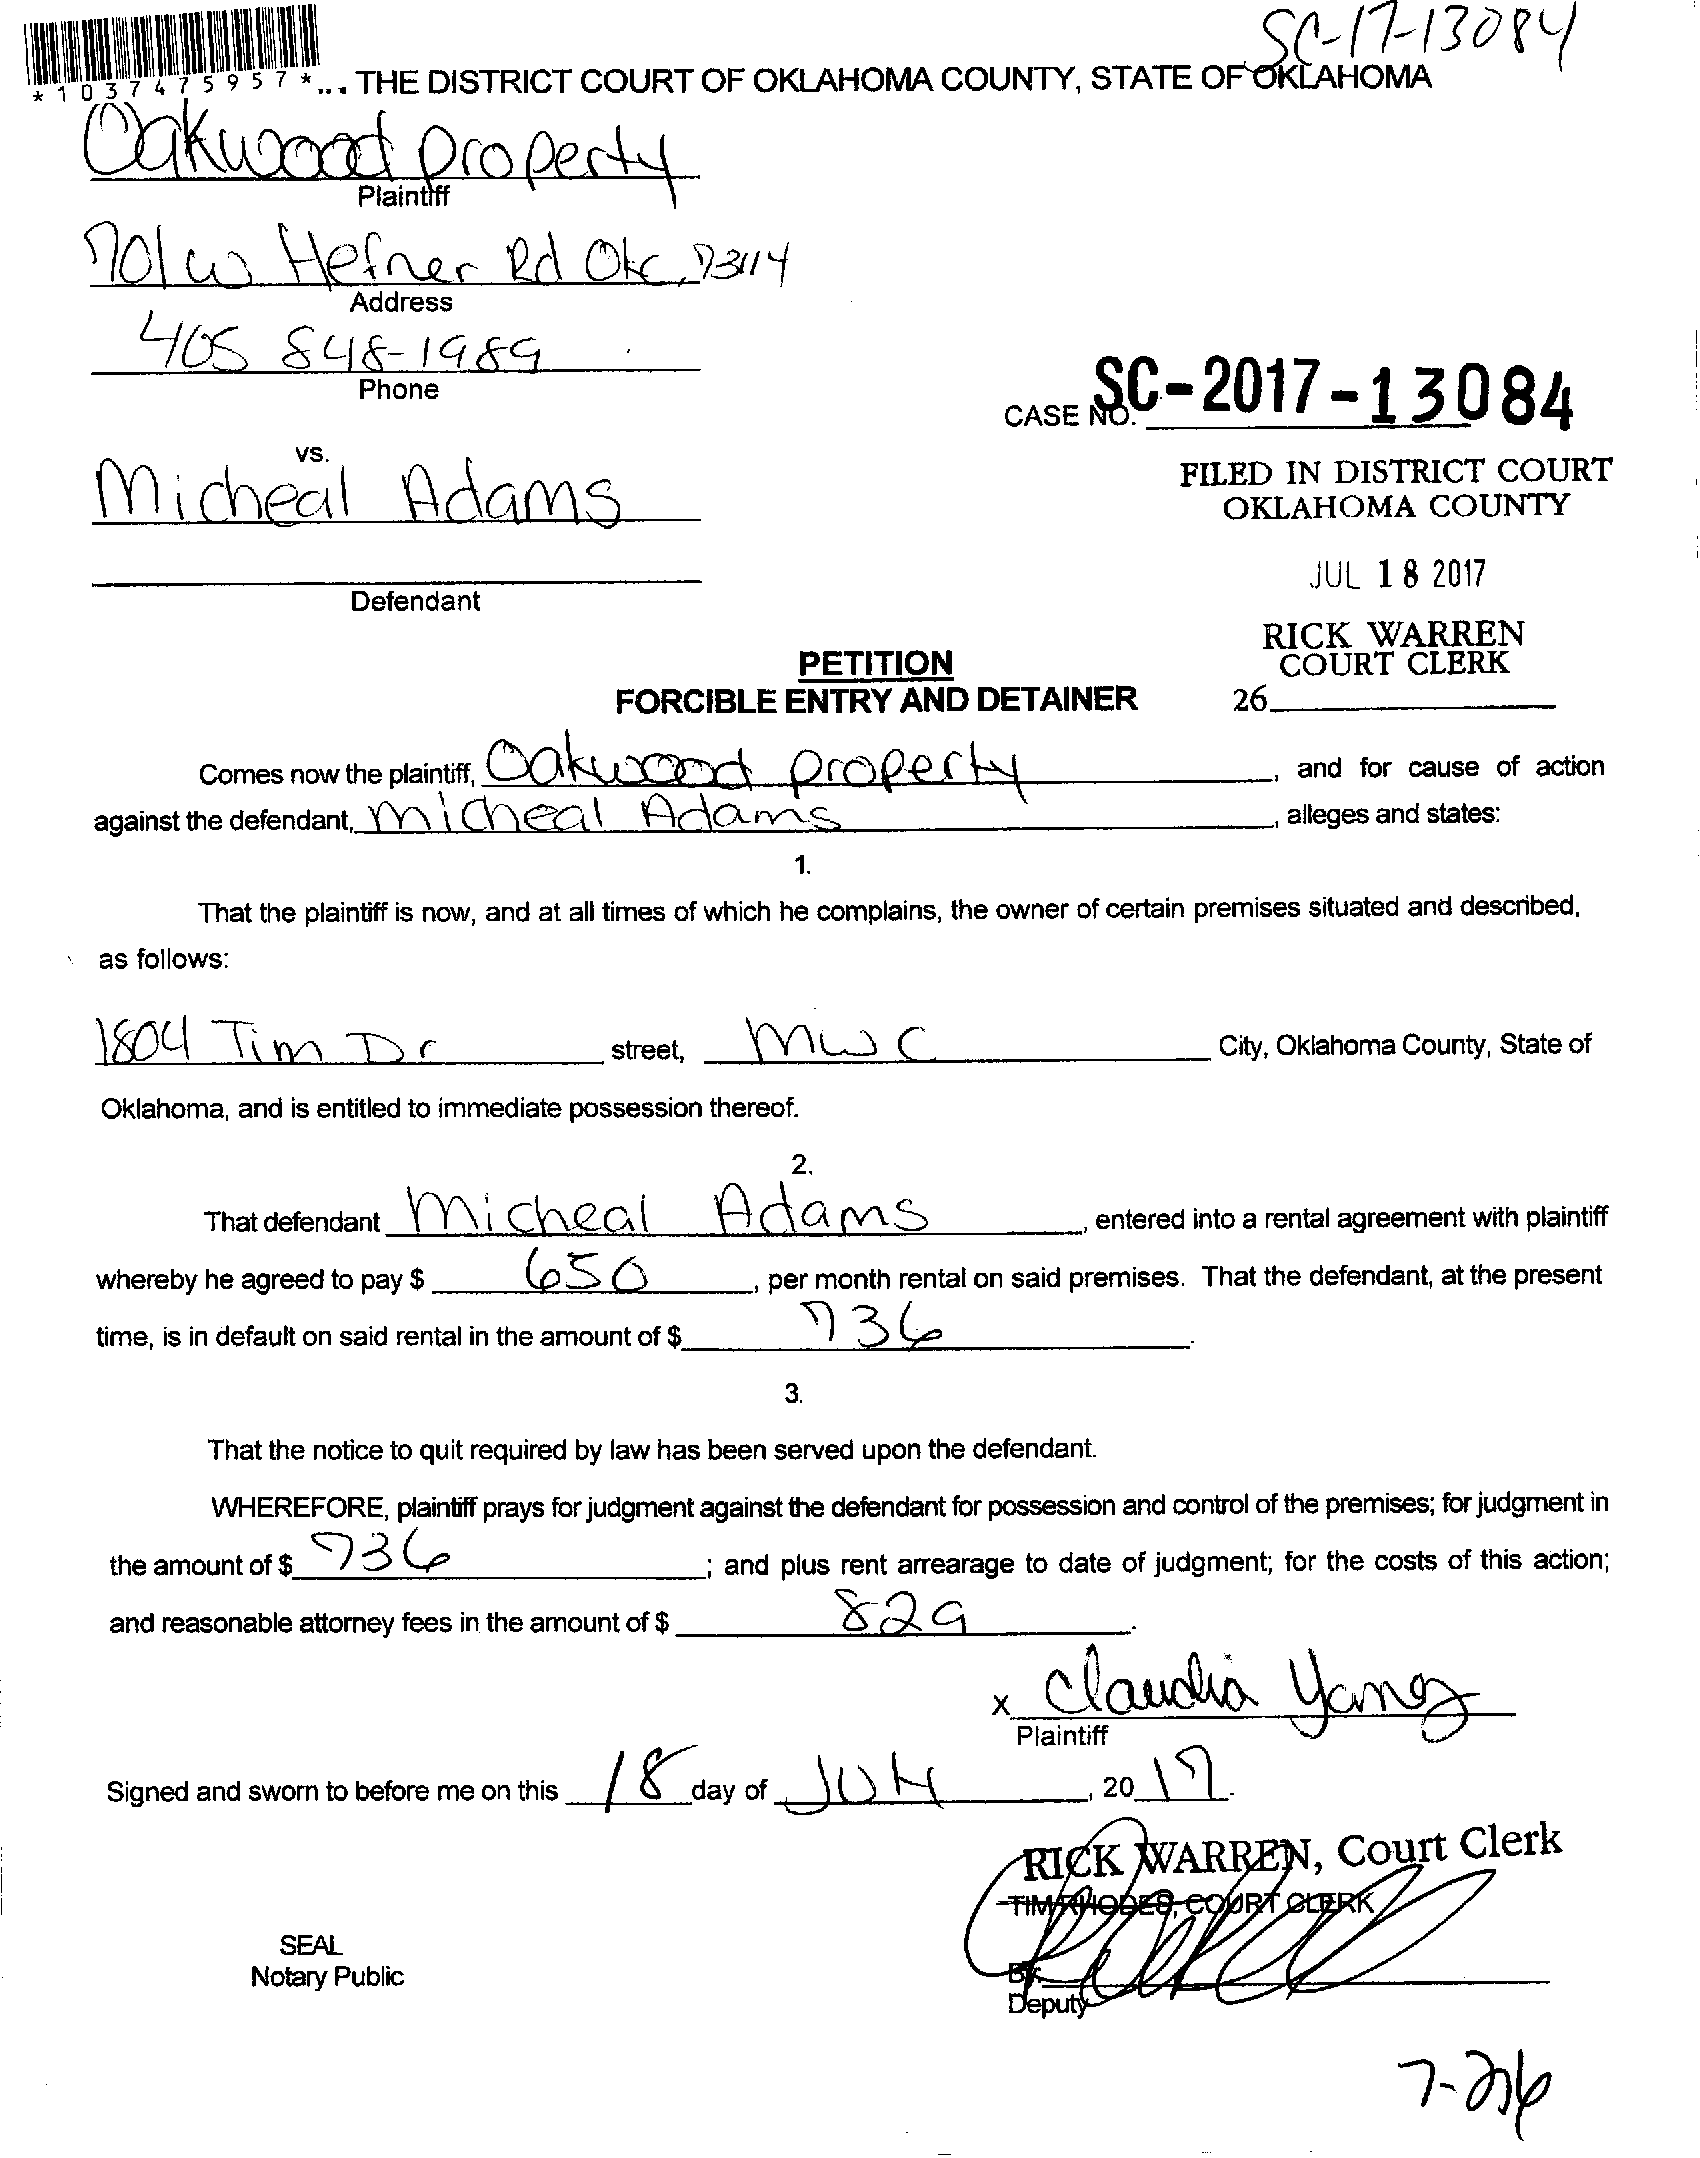 SC-17-13084
*1037475957*... THE DISTRICT COURT OF OKLAHOMA COUNTY, STATE OF OKLAHOMA
Oakwood property
Plaintiff
701 W Hefner Rd Okc, 73114
Address
405 848-1989
Phone
CASE NO. SC-2017-13084
vs.
Micheal Adams
FILED IN DISTRICT COURT
OKLAHOMA COUNTY
JUL 18 2017
Defendant
RICK WARREN
COURT CLERK
26
PETITION
FORCIBLE ENTRY AND DETAINER
Comes now the plaintiff, Oakwood property, and for cause of action
against the defendant, Micheal Adams, alleges and states:
1.
That the plaintiff is now, and at all times of which he complains, the owner of certain premises situated and described,
as follows:
1804 Tim Dr street, MWC City, Oklahoma County, State of
Oklahoma, and is entitled to immediate possession thereof.
2.
That defendant Micheal Adams, entered into a rental agreement with plaintiff
whereby he agreed to pay $ 650, per month rental on said premises. That the defendant, at the present
time, is in default on said rental in the amount of $ 736.
3.
That the notice to quit required by law has been served upon the defendant.
WHEREFORE, plaintiff prays for judgment against the defendant for possession and control of the premises; for judgment in
the amount of $ 736; and plus rent arrearage to date of judgment; for the costs of this action;
and reasonable attorney fees in the amount of $ 829.
x Claudia Yanez
Plaintiff
Signed and sworn to before me on this 18 day of July, 20 17.
RICK WARREN, Court Clerk
TIM RHODES, COURT CLERK
SEAL
Notary Public
By:
Deputy
7-26